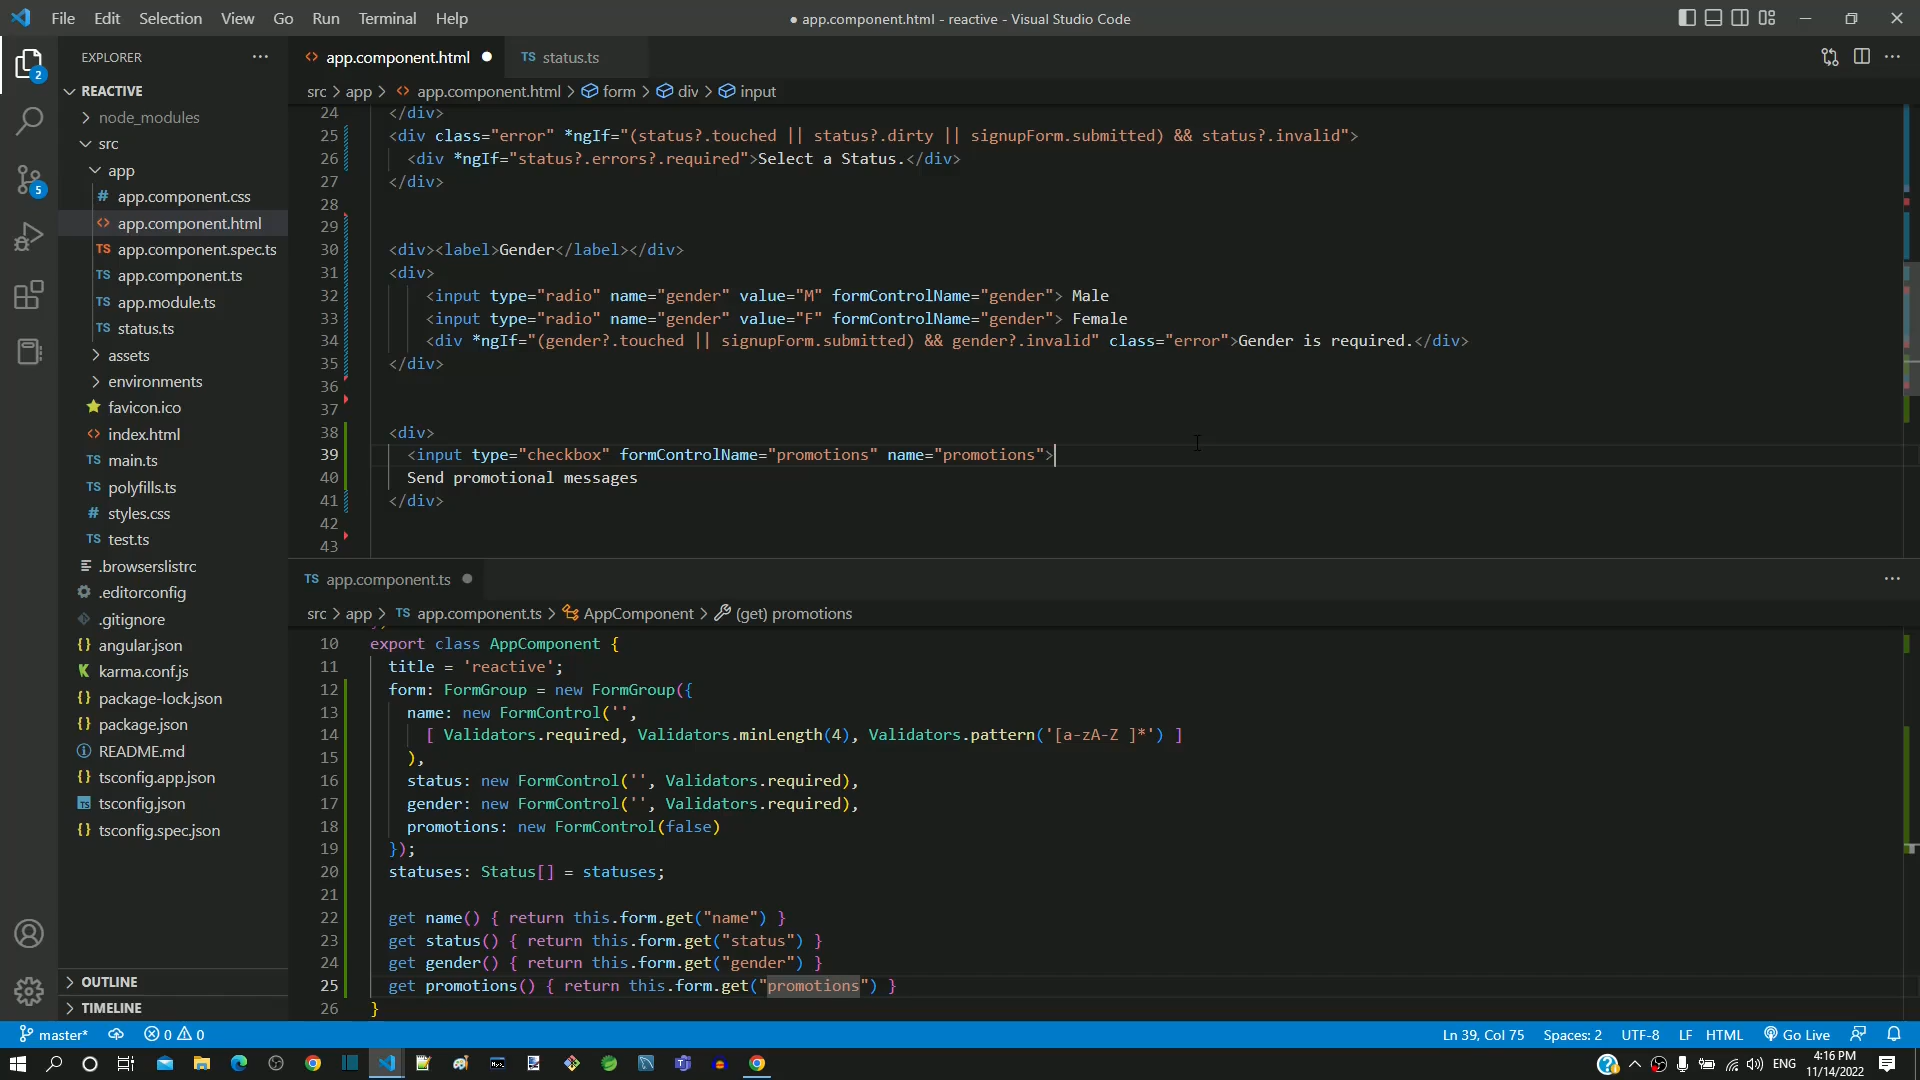 File Edit Selection View Go Run Terminal Help
● app.component.html - reactive - Visual Studio Code
EXPLORER
REACTIVE
node_modules
src
app
# app.component.css
<> app.component.html
TS app.component.spec.ts
TS app.component.ts
TS app.module.ts
TS status.ts
assets
environments
favicon.ico
<> index.html
TS main.ts
TS polyfills.ts
# styles.css
TS test.ts
.browserslistrc
.editorconfig
.gitignore
{} angular.json
karma.conf.js
{} package-lock.json
{} package.json
README.md
{} tsconfig.app.json
tsconfig.json
{} tsconfig.spec.json
OUTLINE
TIMELINE
2
5
<> app.component.html ●
TS status.ts
src > app > <> app.component.html > form > div > input
24 </div>
25 <div class="error" *ngIf="(status?.touched || status?.dirty || signupForm.submitted) && status?.invalid">
26 <div *ngIf="status?.errors?.required">Select a Status.</div>
27 </div>
28
29
30 <div><label>Gender</label></div>
31 <div>
32 <input type="radio" name="gender" value="M" formControlName="gender"> Male
33 <input type="radio" name="gender" value="F" formControlName="gender"> Female
34 <div *ngIf="(gender?.touched || signupForm.submitted) && gender?.invalid" class="error">Gender is required.</div>
35 </div>
36
37
38 <div>
39 <input type="checkbox" formControlName="promotions" name="promotions">
40 Send promotional messages
41 </div>
42
43
TS app.component.ts ●
src > app > TS app.component.ts > AppComponent > (get) promotions
10 export class AppComponent {
11 title = 'reactive';
12 form: FormGroup = new FormGroup({
13 name: new FormControl('',
14 [ Validators.required, Validators.minLength(4), Validators.pattern('[a-zA-Z ]*') ]
15 ),
16 status: new FormControl('', Validators.required),
17 gender: new FormControl('', Validators.required),
18 promotions: new FormControl(false)
19 });
20 statuses: Status[] = statuses;
21
22 get name() { return this.form.get("name") }
23 get status() { return this.form.get("status") }
24 get gender() { return this.form.get("gender") }
25 get promotions() { return this.form.get("promotions") }
26 }
master* 0 0
Ln 39, Col 75 Spaces: 2 UTF-8 LF HTML Go Live
ENG
4:16 PM
11/14/2022